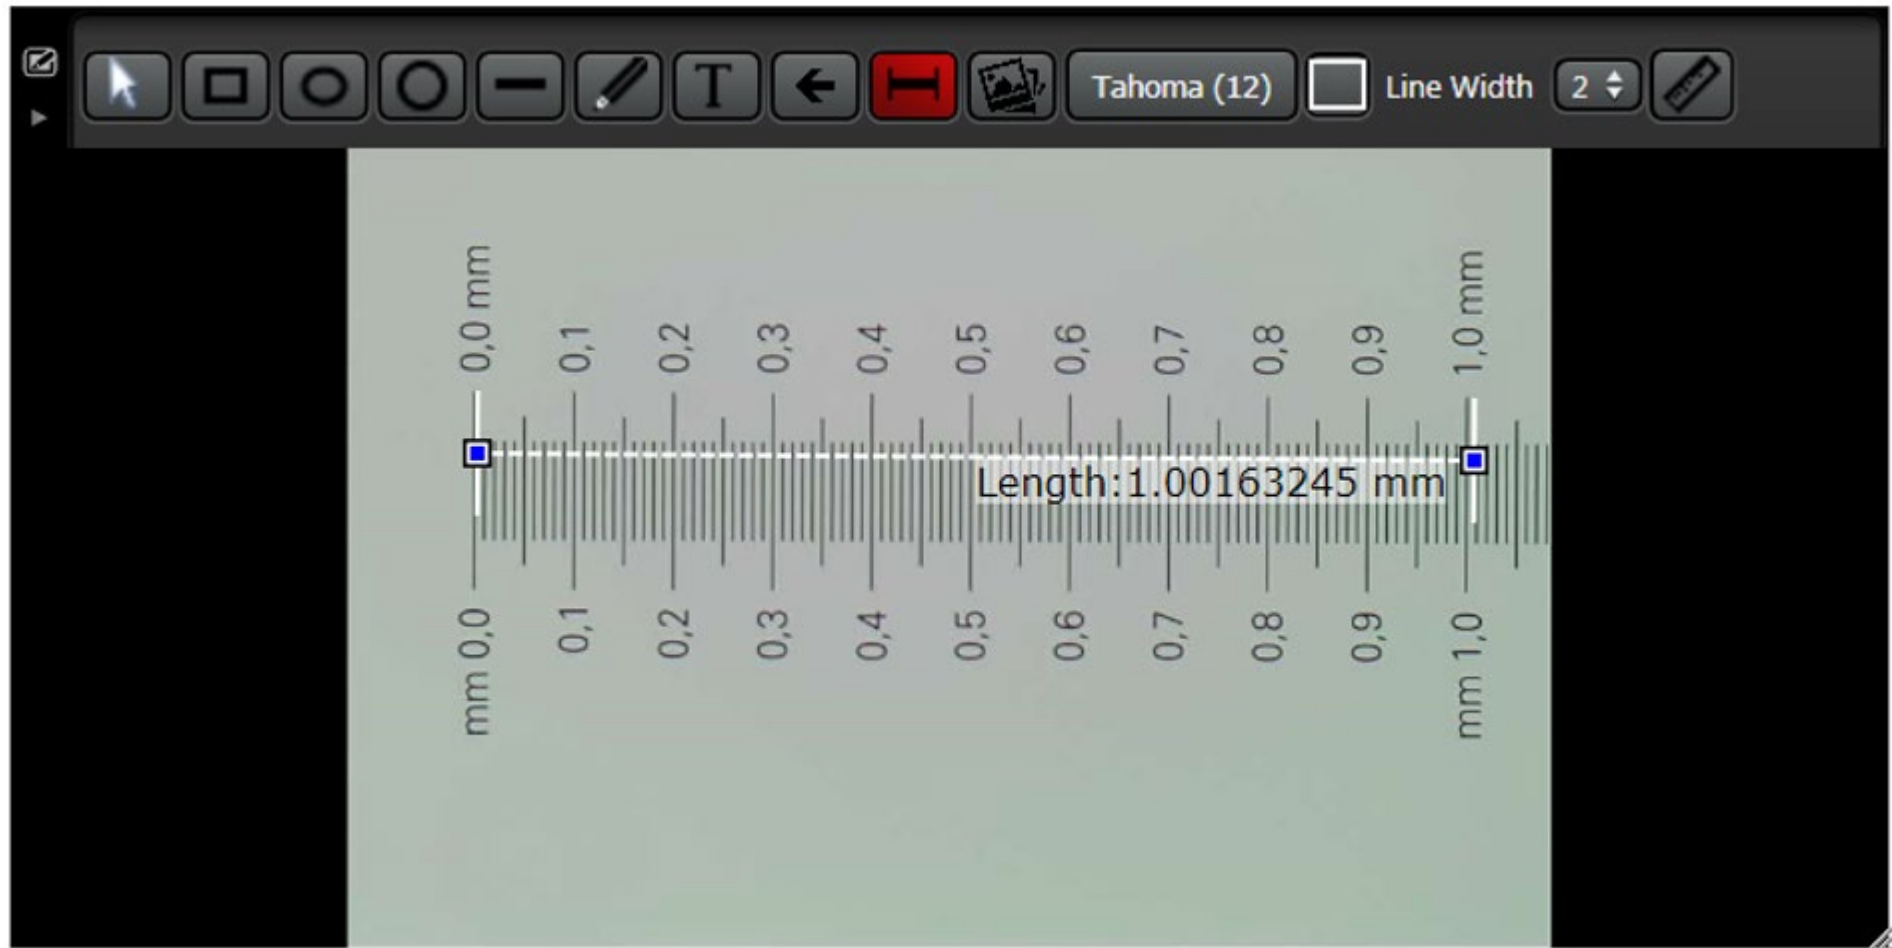 T Tahoma (12) Line Width 2
0,0 mm 0,1 0,2 0,3 0,4 0,5 0,6 0,7 0,8 0,9 1,0 mm
Length:1.00163245 mm
mm 0,0 0,1 0,2 0,3 0,4 0,5 0,6 0,7 0,8 0,9 mm 1,0